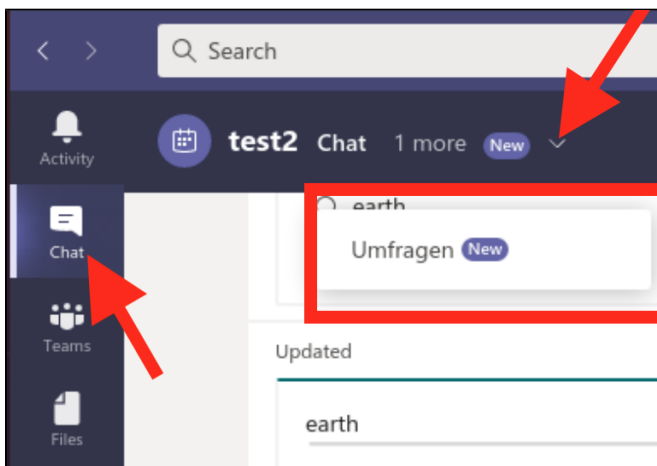 Search
Activity
test2 Chat 1 more New
Chat
earth
Umfragen New
Teams
Updated
earth
Files